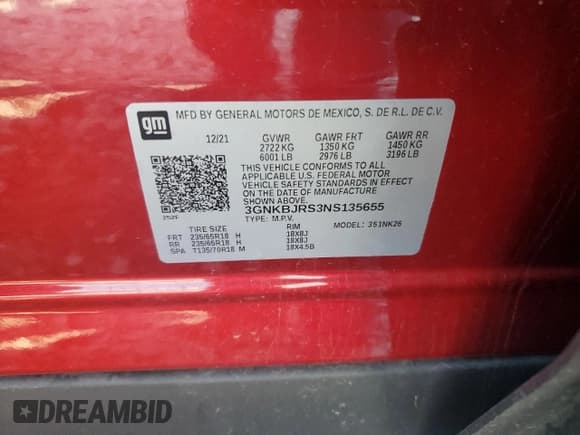 gm
MFD BY GENERAL MOTORS DE MEXICO, S. DE R.L. DE C.V.
12/21 GVWR GAWR FRT GAWR RR
2722 KG 1350 KG 1450 KG
6001 LB 2976 LB 3196 LB
THIS VEHICLE CONFORMS TO ALL
APPLICABLE U.S. FEDERAL MOTOR
VEHICLE SAFETY STANDARDS IN EFFECT
ON THE DATE OF MANUFACTURE
SHOWN ABOVE.
3GNKBJRS3NS135655
TYPE: M.P.V. MODEL: 351NK26
TIRE SIZE RIM
FRT 235/65R18 H 18X8J
RR 235/65R18 H 18X8J
SPA T135/70R18 M 18X4.5B
DREAMBID